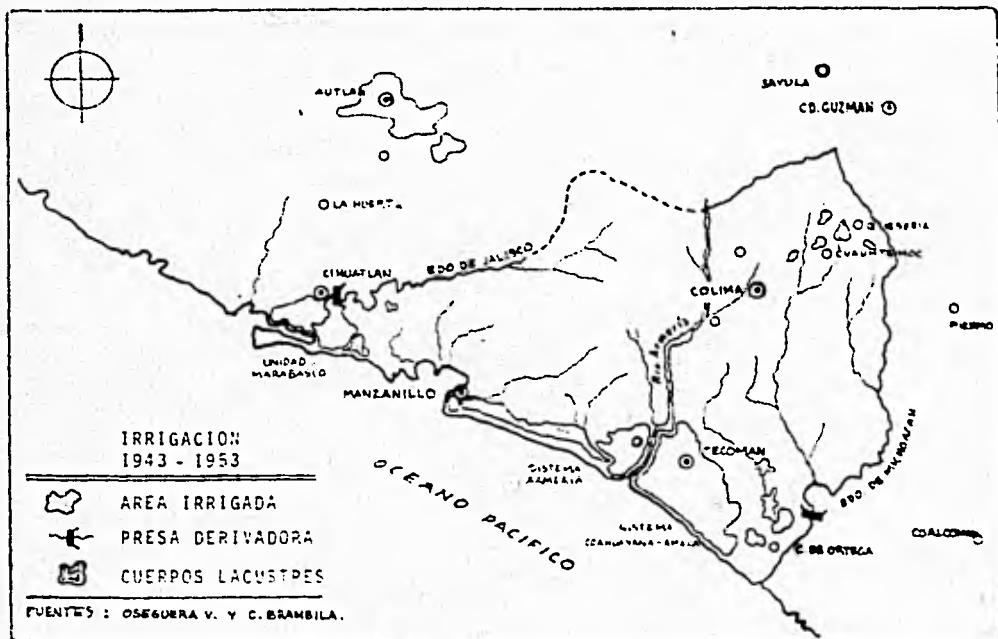 SAYULA
CD. GUZMAN
AUTLAN
LA HUERTA
CIHUATLAN
EDO DE JALISCO
CUAUHTEMOC
COLIMA
Rio Armeria
UNIDAD
MARABASCO
MANZANILLO
IRRIGACION
1943 - 1953
AREA IRRIGADA
PRESA DERIVADORA
CUERPOS LACUSTRES
FUENTES : OSEGUERA V. Y C. BRAMBILA.
OCEANO PACIFICO
SISTEMA
ARMERIA
TECOMAN
SISTEMA
EDO DE MICHOACAN
C. DE ORTEGA
COALCOMAN